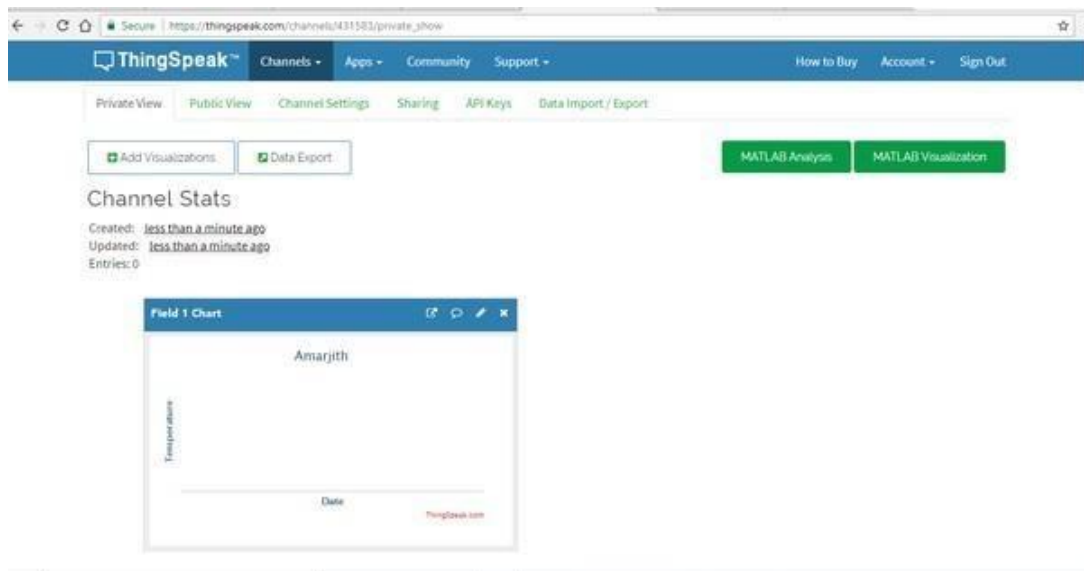 Secure https://thingspeak.com/channels/431583/private_show
ThingSpeak™ Channels Apps Community Support How to Buy Account Sign Out
Private View Public View Channel Settings Sharing API Keys Data Import / Export
Add Visualizations Data Export MATLAB Analysis MATLAB Visualization
Channel Stats
Created: less than a minute ago
Updated: less than a minute ago
Entries: 0
Field 1 Chart
Amarjith
Temperature
Date
ThingSpeak.com